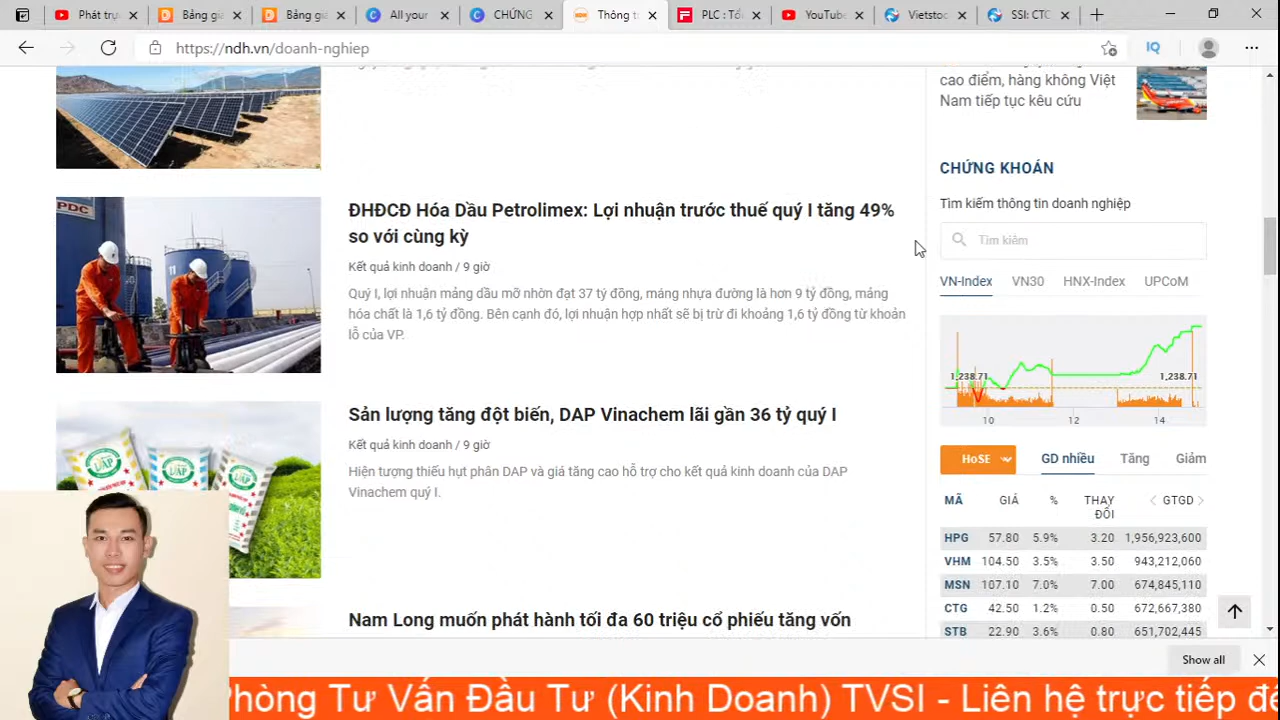 Phát trực
Bảng giá
Bảng giá
All your
CHỨNG
Thông t
PLC : Tổ
YouTube
Vietstoc
SSI: CTC
https://ndh.vn/doanh-nghiep
IQ
cao điểm, hàng không Việt
Nam tiếp tục kêu cứu
CHỨNG KHOÁN
Tìm kiếm thông tin doanh nghiệp
Tìm kiếm
VN-Index VN30 HNX-Index UPCoM
1,238.71 1,238.71
10 12 14
HoSE GD nhiều Tăng Giảm
MÃ GIÁ % THAY ĐỔI GTGD
HPG 57.80 5.9% 3.20 1,956,923,600
VHM 104.50 3.5% 3.50 943,212,060
MSN 107.10 7.0% 7.00 674,845,110
CTG 42.50 1.2% 0.50 672,667,380
STB 22.90 3.6% 0.80 651,702,445
PDC
11
ĐHĐCĐ Hóa Dầu Petrolimex: Lợi nhuận trước thuế quý I tăng 49%
so với cùng kỳ
Kết quả kinh doanh / 9 giờ
Quý I, lợi nhuận mảng dầu mỡ nhờn đạt 37 tỷ đồng, máng nhựa đường là hơn 9 tỷ đồng, mảng
hóa chất là 1,6 tỷ đồng. Bên cạnh đó, lợi nhuận hợp nhất sẽ bị trừ đi khoảng 1,6 tỷ đồng từ khoản
lỗ của VP.
DAP
DAP
DAP
Sản lượng tăng đột biến, DAP Vinachem lãi gần 36 tỷ quý I
Kết quả kinh doanh / 9 giờ
Hiện tượng thiếu hụt phân DAP và giá tăng cao hỗ trợ cho kết quả kinh doanh của DAP
Vinachem quý I.
Nam Long muốn phát hành tối đa 60 triệu cổ phiếu tăng vốn
Show all
Phòng Tư Vấn Đầu Tư (Kinh Doanh) TVSI - Liên hệ trực tiếp đế